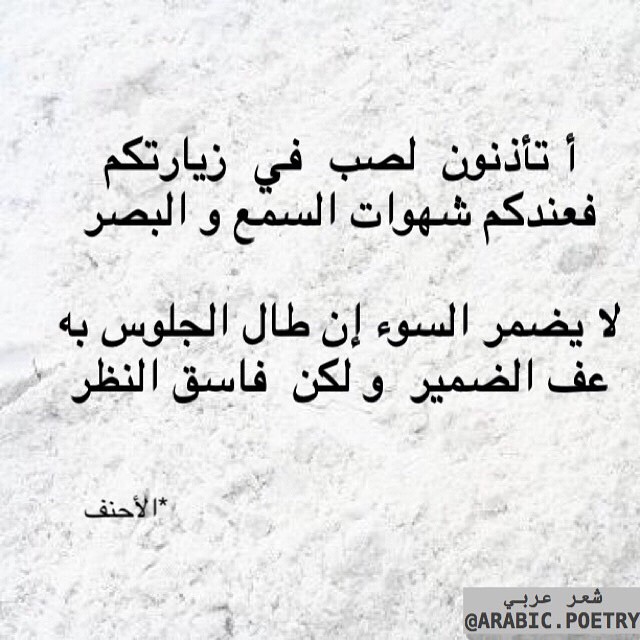 أ تأذنون لصب في زيارتكم
فعندكم شهوات السمع و البصر
لا يضمر السوء إن طال الجلوس به
عف الضمير و لكن فاسق النظر
*الأحنف
شعر عربي
@ARABIC.POETRY